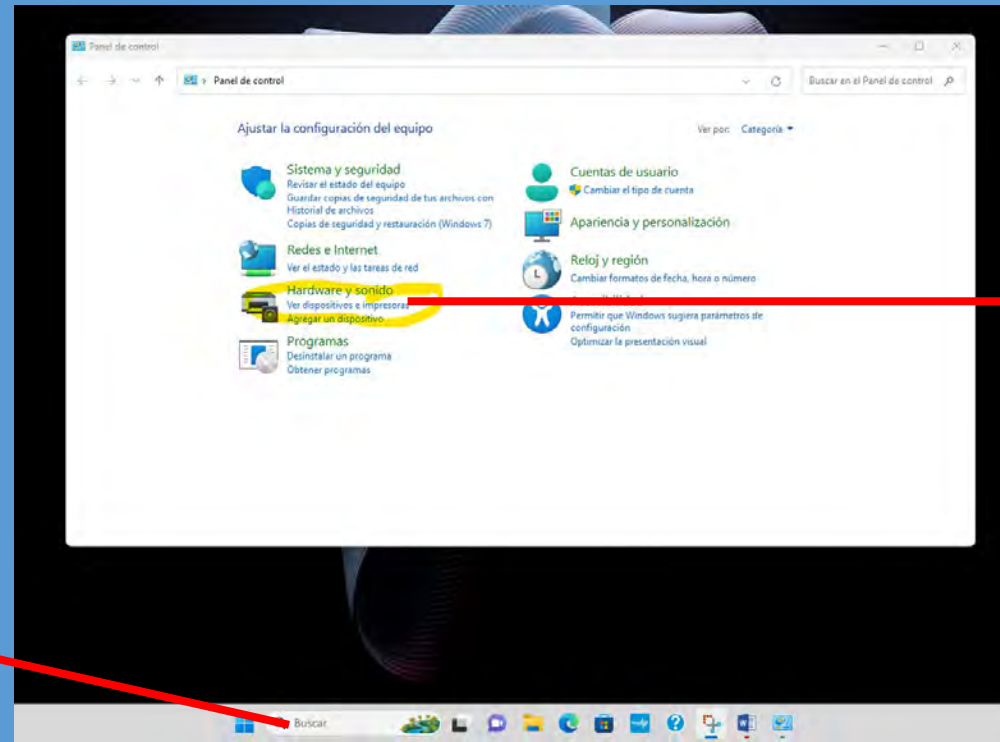 Panel de control
Panel de control
Buscar en el Panel de control
Ajustar la configuración del equipo
Ver por: Categoría
Sistema y seguridad
Revisar el estado del equipo
Guardar copias de seguridad de tus archivos con
Historial de archivos
Copias de seguridad y restauración (Windows 7)
Redes e Internet
Ver el estado y las tareas de red
Hardware y sonido
Ver dispositivos e impresoras
Agregar un dispositivo
Programas
Desinstalar un programa
Obtener programas
Cuentas de usuario
Cambiar el tipo de cuenta
Apariencia y personalización
Reloj y región
Cambiar formatos de fecha, hora o número
Permitir que Windows sugiera parámetros de
configuración
Optimizar la presentación visual
Buscar